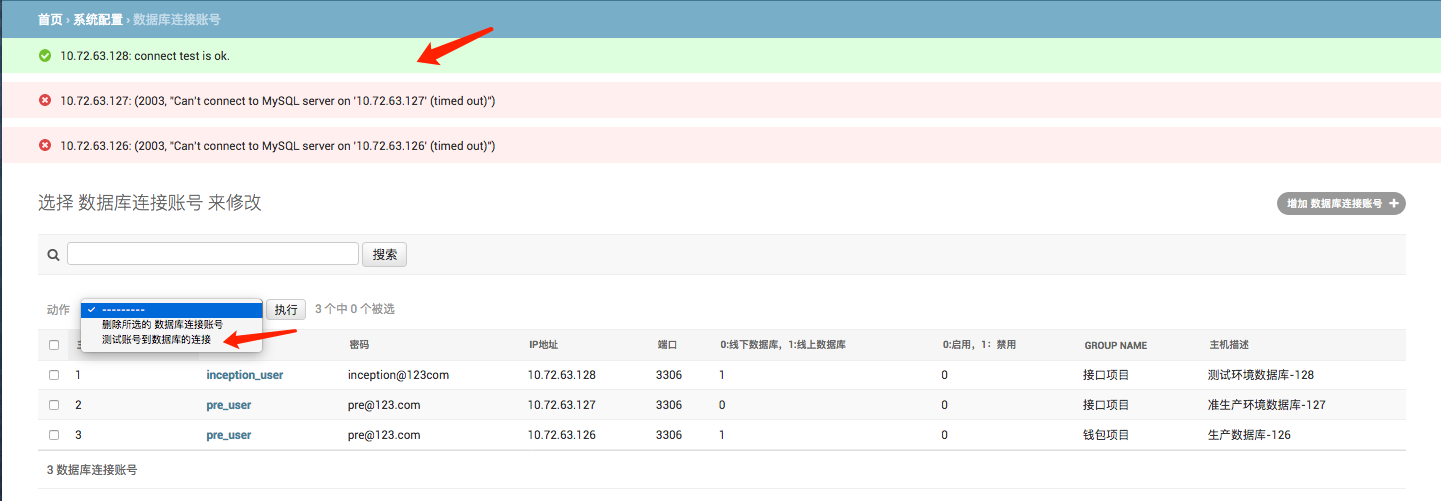 首页 › 系统配置 › 数据库连接账号
10.72.63.128: connect test is ok.
10.72.63.127: (2003, "Can't connect to MySQL server on '10.72.63.127' (timed out)")
10.72.63.126: (2003, "Can't connect to MySQL server on '10.72.63.126' (timed out)")
选择 数据库连接账号 来修改
增加 数据库连接账号 +
搜索
动作 --------- 执行 3 个中 0 个被选
删除所选的 数据库连接账号
测试账号到数据库的连接
密码 IP地址 端口 0:线下数据库，1:线上数据库 0:启用，1：禁用 GROUP NAME 主机描述
1 inception_user inception@123com 10.72.63.128 3306 1 0 接口项目 测试环境数据库-128
2 pre_user pre@123.com 10.72.63.127 3306 0 0 接口项目 准生产环境数据库-127
3 pre_user pre@123.com 10.72.63.126 3306 1 0 钱包项目 生产数据库-126
3 数据库连接账号